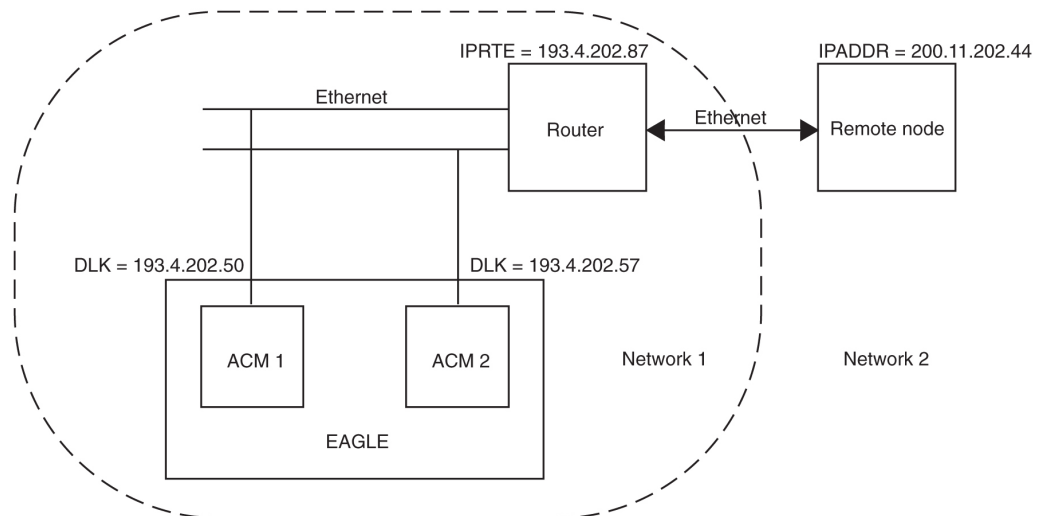 IPRTE = 193.4.202.87
IPADDR = 200.11.202.44
Ethernet
Router
Ethernet
Remote node
DLK = 193.4.202.50
DLK = 193.4.202.57
ACM 1
ACM 2
Network 1
Network 2
EAGLE